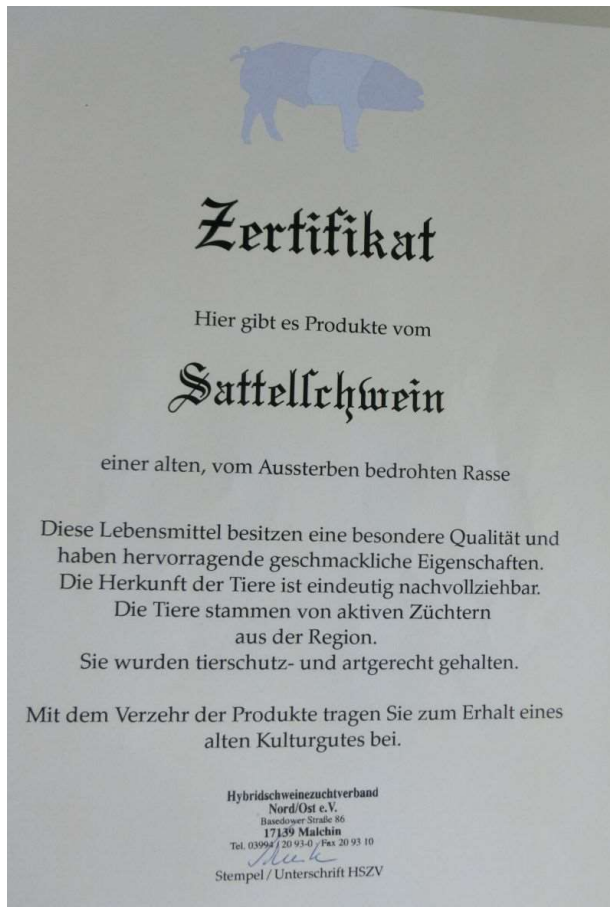 Zertifikat
Hier gibt es Produkte vom
Sattelſchwein
einer alten, vom Aussterben bedrohten Rasse
Diese Lebensmittel besitzen eine besondere Qualität und
haben hervorragende geschmackliche Eigenschaften.
Die Herkunft der Tiere ist eindeutig nachvollziehbar.
Die Tiere stammen von aktiven Züchtern
aus der Region.
Sie wurden tierschutz- und artgerecht gehalten.
Mit dem Verzehr der Produkte tragen Sie zum Erhalt eines
alten Kulturgutes bei.
Hybridschweinezuchtverband
Nord/Ost e.V.
Basedower Straße 86
17139 Malchin
Tel. 03994 / 20 93-0 / Fax 20 93 10
Stempel / Unterschrift HSZV